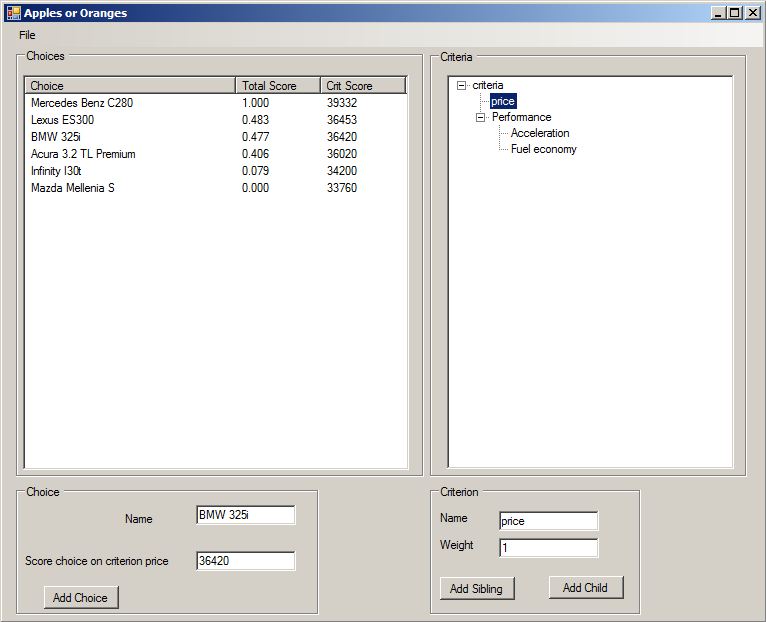 Apples or Oranges
File
Choices
Choice Total Score Crit Score
Mercedes Benz C280 1.000 39332
Lexus ES300 0.483 36453
BMW 325i 0.477 36420
Acura 3.2 TL Premium 0.406 36020
Infinity I30t 0.079 34200
Mazda Mellenia S 0.000 33760
Criteria
criteria
price
Performance
Acceleration
Fuel economy
Choice
Name BMW 325i
Score choice on criterion price 36420
Add Choice
Criterion
Name price
Weight 1
Add Sibling Add Child